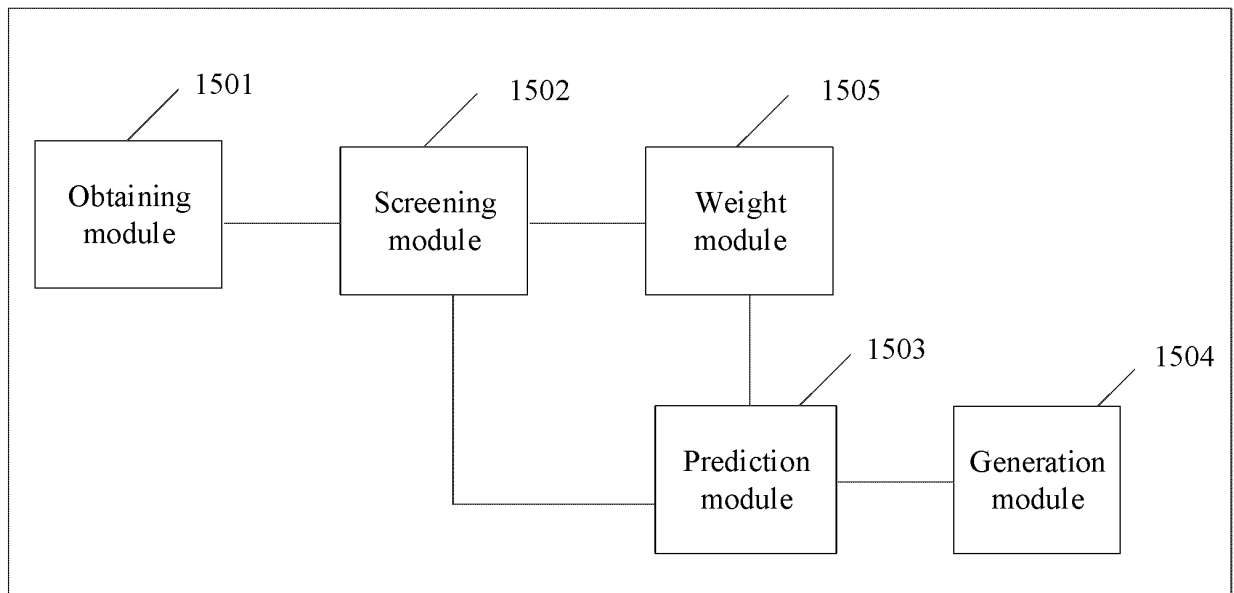 1501
1502
1505
Obtaining
module
Screening
module
Weight
module
1503
1504
Prediction
module
Generation
module